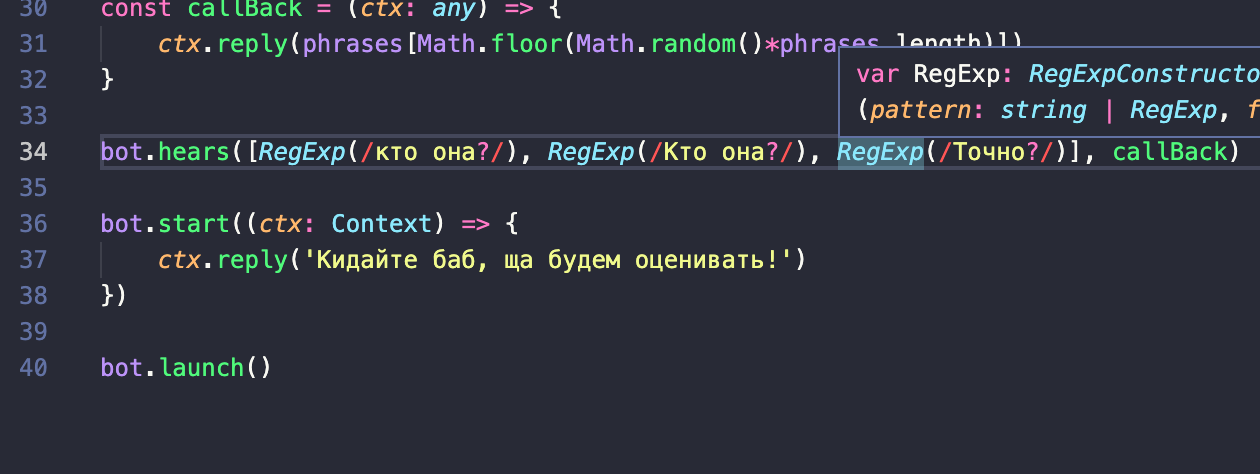 30 const callBack = (ctx: any) => {
31 ctx.reply(phrases[Math.floor(Math.random()*phrases.length)])
32 }
33
34 bot.hears([RegExp(/кто она?/), RegExp(/Кто она?/), RegExp(/Точно?/)], callBack)
35
36 bot.start((ctx: Context) => {
37 ctx.reply('Кидайте баб, ща будем оценивать!')
38 })
39
40 bot.launch()
var RegExp: RegExpConstructo
(pattern: string | RegExp, f